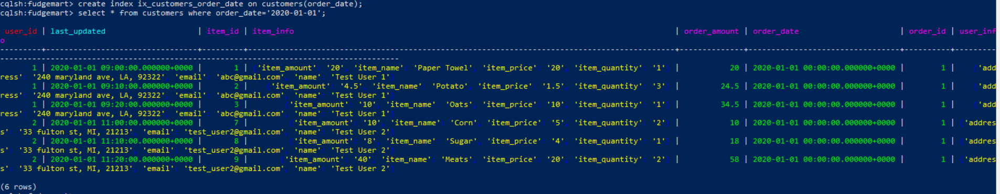 cqlsh:fudgemart> create index ix_customers_order_date on customers(order_date);
cqlsh:fudgemart> select * from customers where order_date='2020-01-01';
user_id | last_updated | item_id | item_info | order_amount | order_date | order_id | user_inf
o
---------+---------------------------------+---------+------------------------------------------------------------------------------------------------+--------------+---------------------------------+----------+---------
------------------------------------------------------------------------------------------
1 | 2020-01-01 09:00:00.000000+0000 | 1 | {'item_amount': '20', 'item_name': 'Paper Towel', 'item_price': '20', 'item_quantity': '1'} | 20 | 2020-01-01 00:00:00.000000+0000 | 1 | {'add
ress': '240 maryland ave, LA, 92322', 'email': 'abc@gmail.com', 'name': 'Test User 1'}
1 | 2020-01-01 09:10:00.000000+0000 | 2 | {'item_amount': '4.5', 'item_name': 'Potato', 'item_price': '1.5', 'item_quantity': '3'} | 24.5 | 2020-01-01 00:00:00.000000+0000 | 1 | {'add
ress': '240 maryland ave, LA, 92322', 'email': 'abc@gmail.com', 'name': 'Test User 1'}
1 | 2020-01-01 09:20:00.000000+0000 | 3 | {'item_amount': '10', 'item_name': 'Oats', 'item_price': '10', 'item_quantity': '1'} | 34.5 | 2020-01-01 00:00:00.000000+0000 | 1 | {'add
ress': '240 maryland ave, LA, 92322', 'email': 'abc@gmail.com', 'name': 'Test User 1'}
2 | 2020-01-01 11:00:00.000000+0000 | 7 | {'item_amount': '10', 'item_name': 'Corn', 'item_price': '5', 'item_quantity': '2'} | 10 | 2020-01-01 00:00:00.000000+0000 | 1 | {'addres
s': '33 fulton st, MI, 21213', 'email': 'test_user2@gmail.com', 'name': 'Test User 2'}
2 | 2020-01-01 11:10:00.000000+0000 | 8 | {'item_amount': '8', 'item_name': 'Sugar', 'item_price': '4', 'item_quantity': '1'} | 18 | 2020-01-01 00:00:00.000000+0000 | 1 | {'addres
s': '33 fulton st, MI, 21213', 'email': 'test_user2@gmail.com', 'name': 'Test User 2'}
2 | 2020-01-01 11:20:00.000000+0000 | 9 | {'item_amount': '40', 'item_name': 'Meats', 'item_price': '20', 'item_quantity': '2'} | 58 | 2020-01-01 00:00:00.000000+0000 | 1 | {'addres
s': '33 fulton st, MI, 21213', 'email': 'test_user2@gmail.com', 'name': 'Test User 2'}
(6 rows)